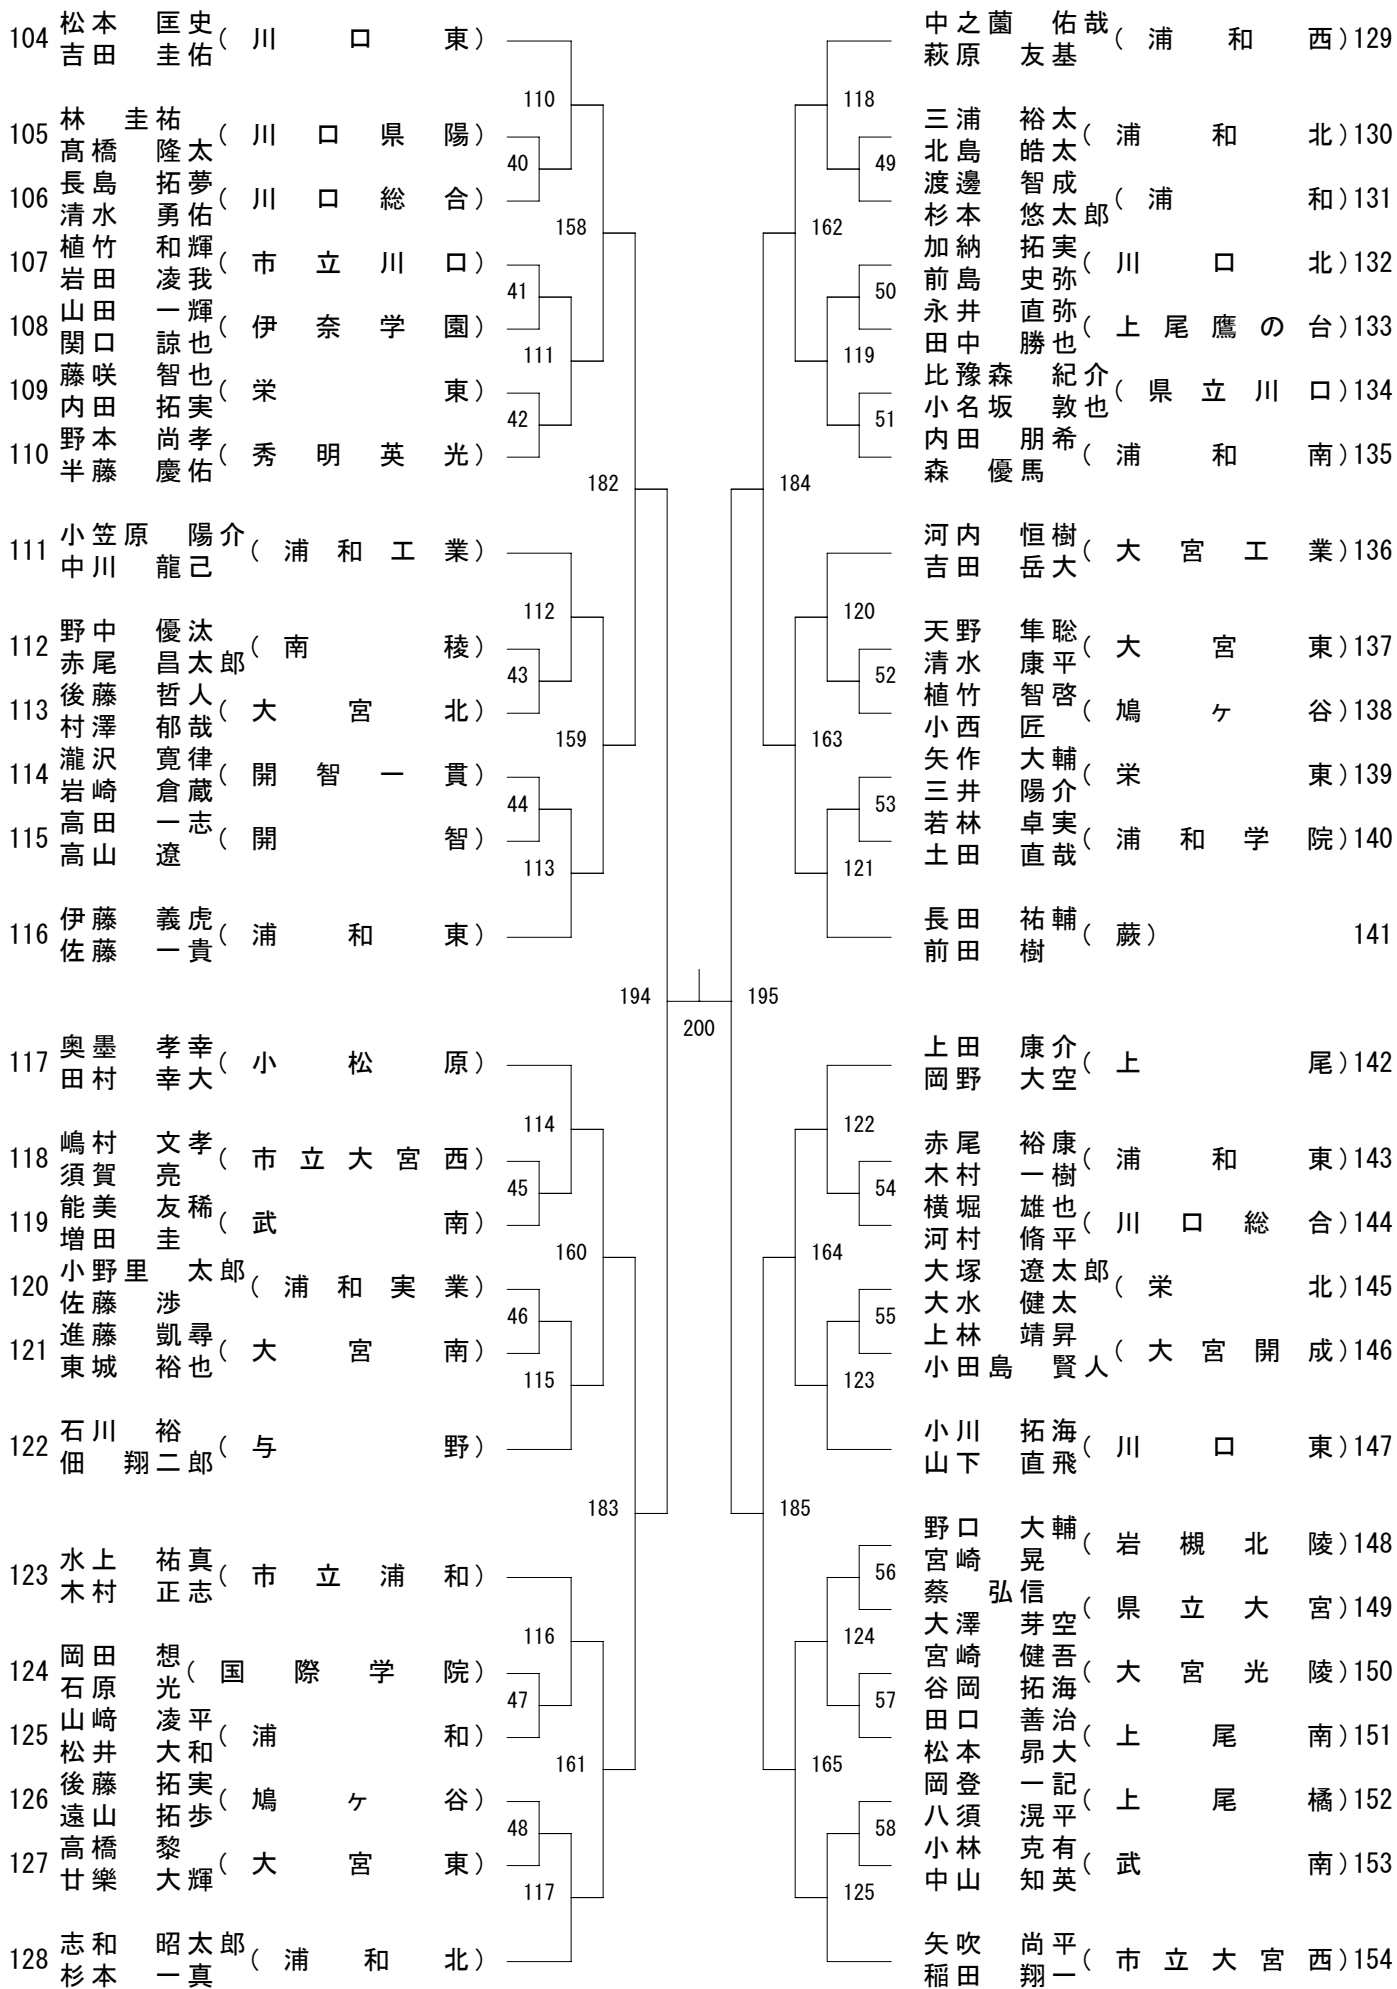 104 松本 匡史 (川口東)
吉田 圭佑
105 林 圭祐 (川口県陽)
髙橋 隆太
106 長島 拓夢 (川口総合)
清水 勇佑
107 植竹 和輝 (市立川口)
岩田 凌我
108 山田 一輝 (伊奈学園)
関口 諒也
109 藤咲 智也 (栄東)
内田 拓実
110 野本 尚孝 (秀明英光)
半藤 慶佑
111 小笠原 陽介 (浦和工業)
中川 龍己
112 野中 優汰 (南稜)
赤尾 昌太郎
113 後藤 哲人 (大宮北)
村澤 郁哉
114 瀧沢 寛律 (開智一貫)
岩崎 倉蔵
115 高田 一志 (開智)
高山 遼
116 伊藤 義虎 (浦和東)
佐藤 一貴
117 奥墨 孝幸 (小松原)
田村 幸大
118 嶋村 文孝 (市立大宮西)
須賀 亮
119 能美 友稀 (武南)
増田 圭
120 小野里 太郎 (浦和実業)
佐藤 渉
121 進藤 凱尋 (大宮南)
東城 裕也
122 石川 裕 (与野)
佃 翔二郎
123 水上 祐真 (市立浦和)
木村 正志
124 岡田 想 (国際学院)
石原 光
125 山﨑 凌平 (浦和)
松井 大和
126 後藤 拓実 (鳩ヶ谷)
遠山 拓歩
127 高橋 黎 (大宮東)
廿樂 大輝
128 志和 昭太郎 (浦和北)
杉本 一真
110
40
158
41
111
42
182
112
43
159
44
113
194
114
45
160
46
115
183
116
47
161
48
117
200
195
118
49
162
50
119
51
184
120
52
163
53
121
122
54
164
55
123
185
56
124
57
165
58
125
中之薗 佑哉 (浦和西) 129
萩原 友基
三浦 裕太 (浦和北) 130
北島 皓太
渡邊 智成 (浦和) 131
杉本 悠太郎
加納 拓実 (川口北) 132
前島 史弥
永井 直弥 (上尾鷹の台) 133
田中 勝也
比豫森 紀介 (県立川口) 134
小名坂 敦也
内田 朋希 (浦和南) 135
森 優馬
河内 恒樹 (大宮工業) 136
吉田 岳大
天野 隼聡 (大宮東) 137
清水 康平
植竹 智啓 (鳩ヶ谷) 138
小西 匠
矢作 大輔 (栄東) 139
三井 陽介
若林 卓実 (浦和学院) 140
土田 直哉
長田 祐輔 (蕨) 141
前田 樹
上田 康介 (上尾) 142
岡野 大空
赤尾 裕康 (浦和東) 143
木村 一樹
横堀 雄也 (川口総合) 144
河村 脩平
大塚 遼太郎 (栄北) 145
大水 健太
上林 靖昇 (大宮開成) 146
小田島 賢人
小川 拓海 (川口東) 147
山下 直飛
野口 大輔 (岩槻北陵) 148
宮崎 晃
蔡 弘信 (県立大宮) 149
大澤 芽空
宮崎 健吾 (大宮光陵) 150
谷岡 拓海
田口 善治 (上尾南) 151
松本 昴大
岡登 一記 (上尾橘) 152
八須 滉平
小林 克有 (武南) 153
中山 知英
矢吹 尚平 (市立大宮西) 154
稲田 翔一